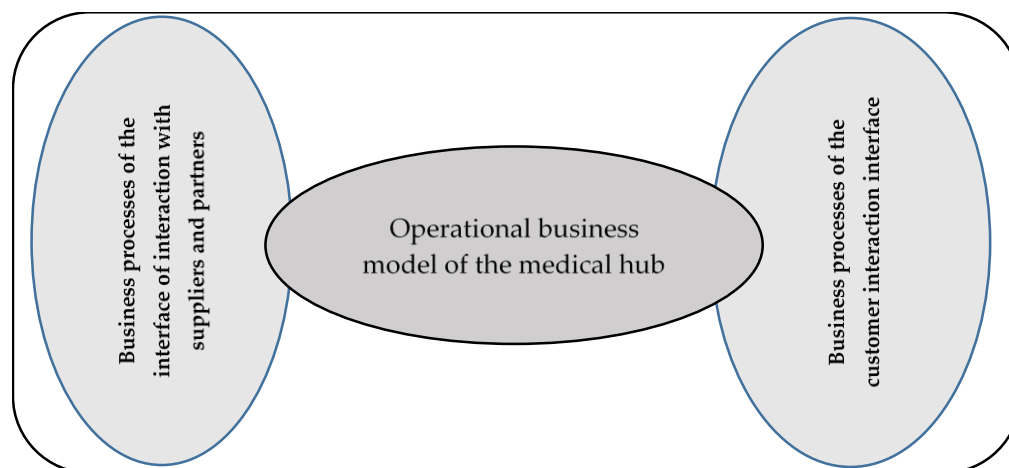 Business processes of the
interface of interaction with
suppliers and partners
Operational business
model of the medical hub
Business processes of the
customer interaction interface